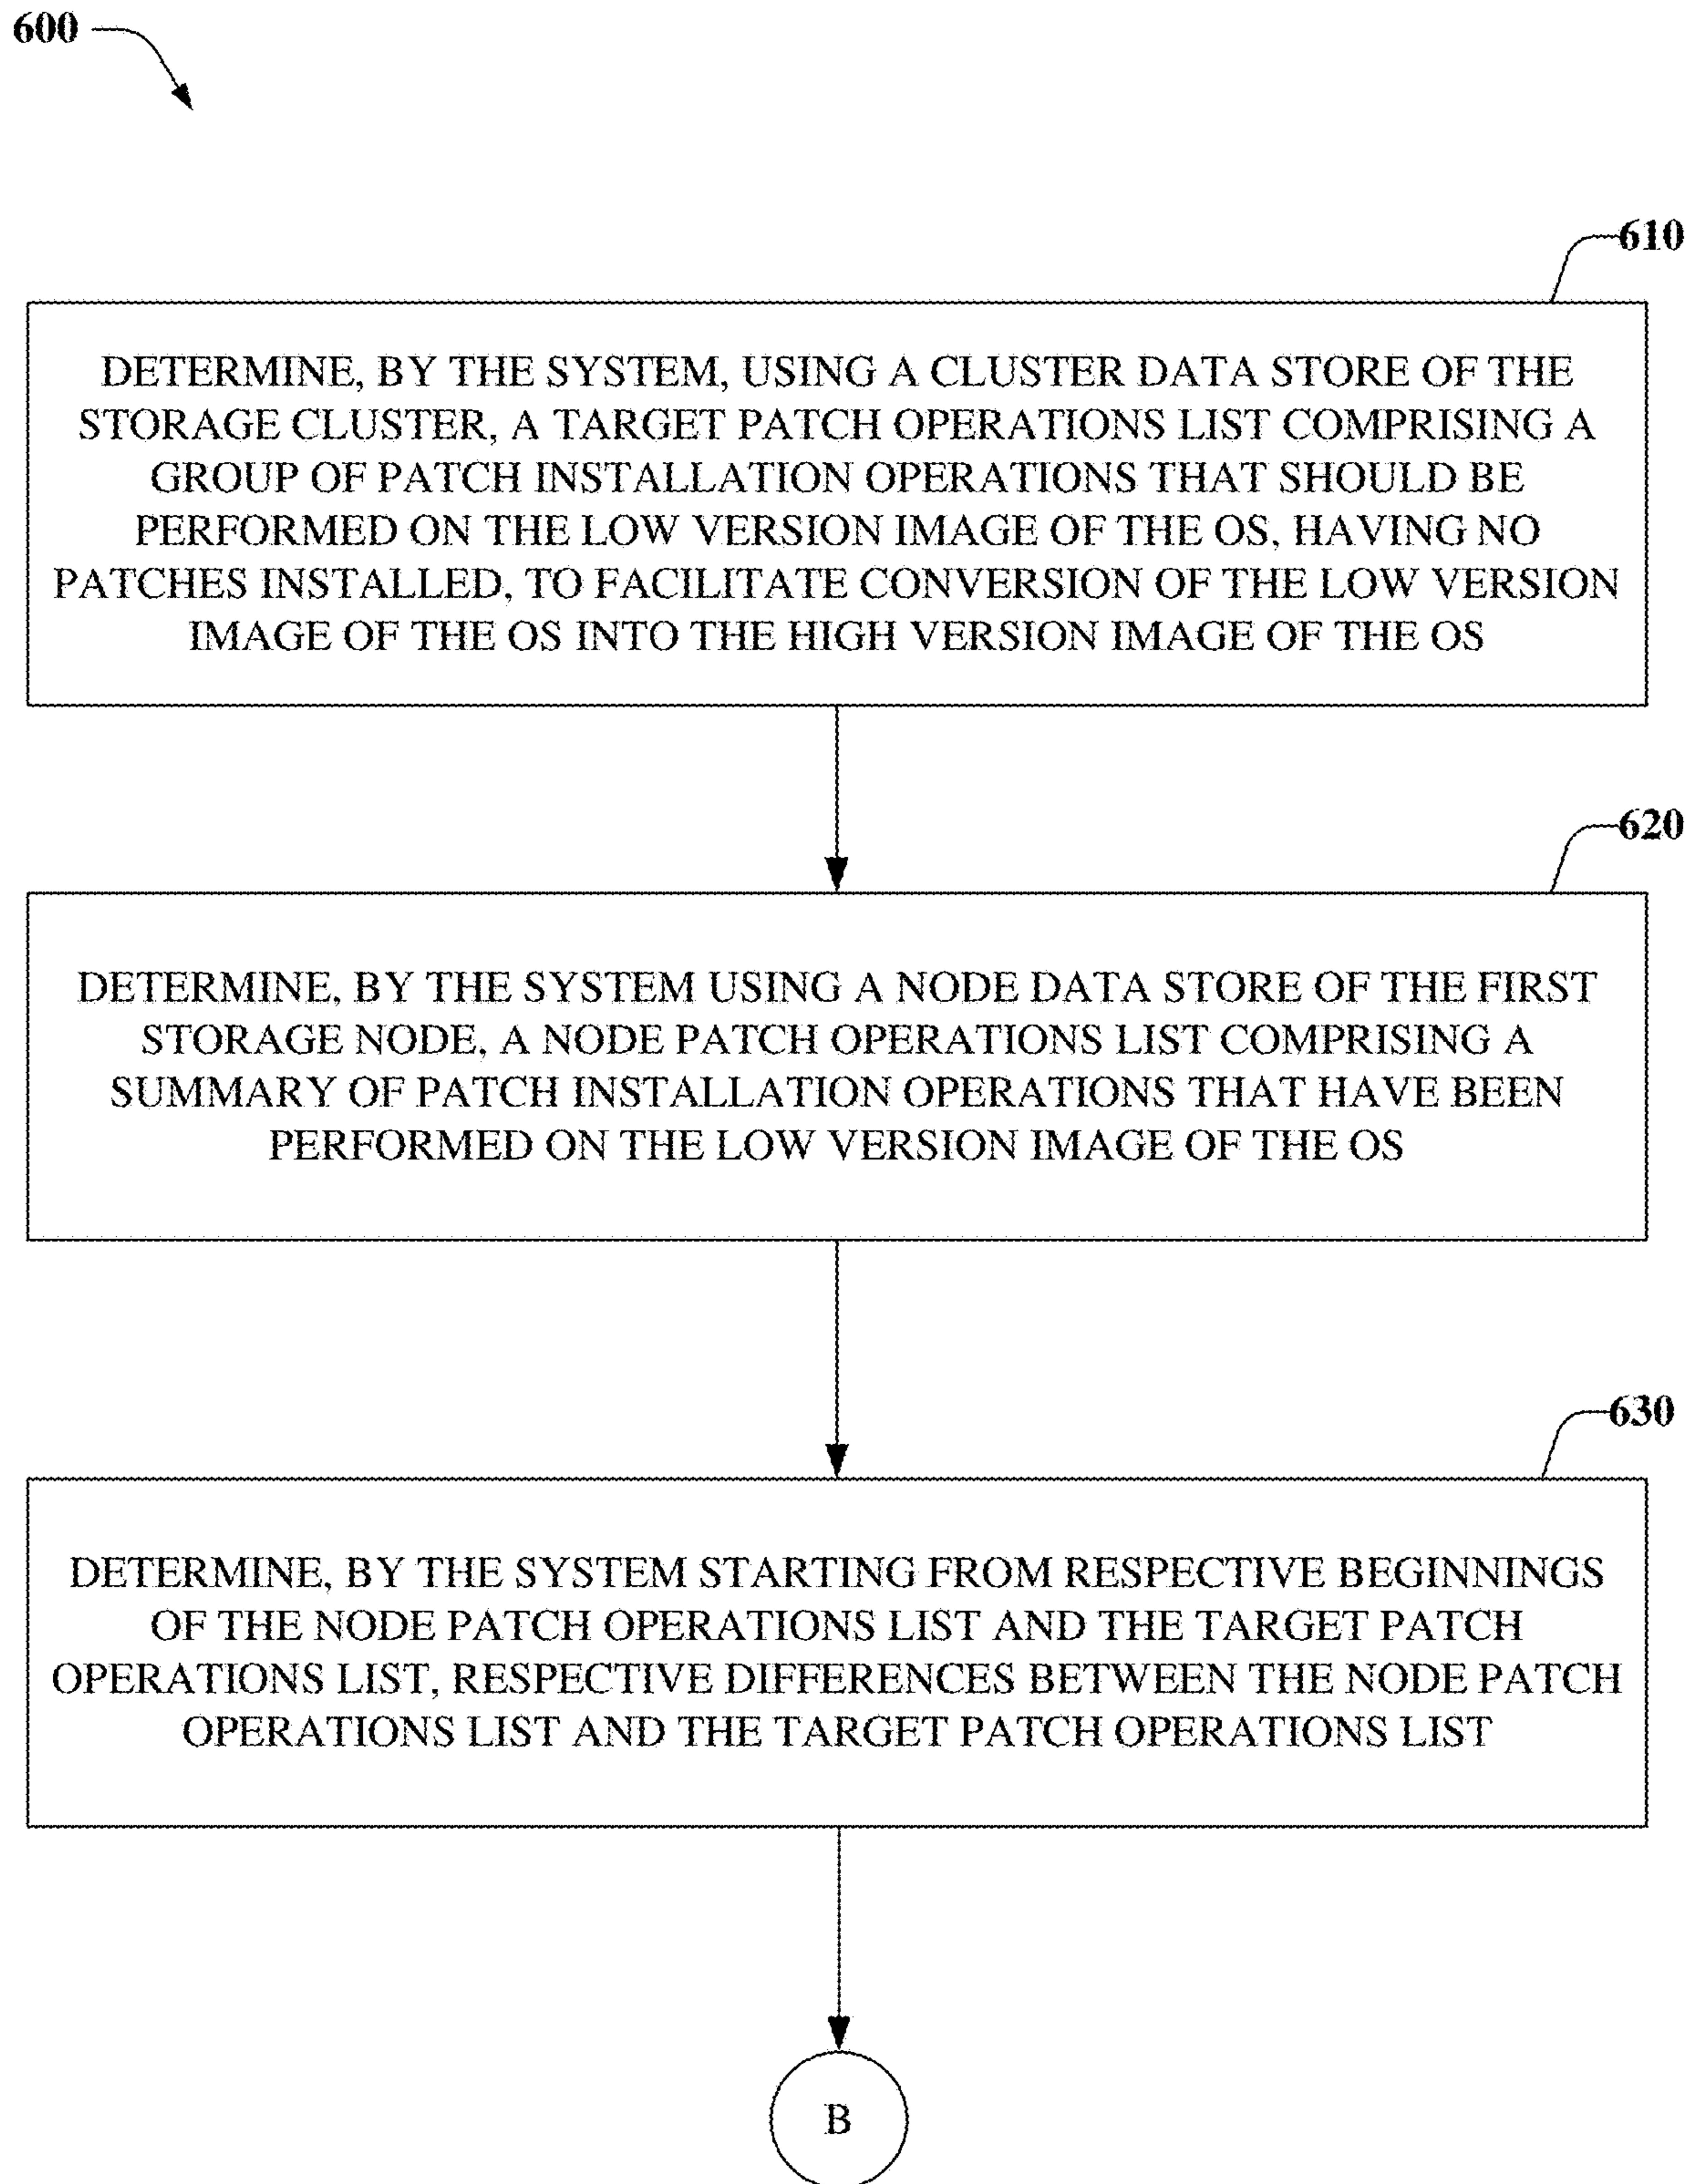 600
610
DETERMINE, BY THE SYSTEM, USING A CLUSTER DATA STORE OF THE
STORAGE CLUSTER, A TARGET PATCH OPERATIONS LIST COMPRISING A
GROUP OF PATCH INSTALLATION OPERATIONS THAT SHOULD BE
PERFORMED ON THE LOW VERSION IMAGE OF THE OS, HAVING NO
PATCHES INSTALLED, TO FACILITATE CONVERSION OF THE LOW VERSION
IMAGE OF THE OS INTO THE HIGH VERSION IMAGE OF THE OS
620
DETERMINE, BY THE SYSTEM USING A NODE DATA STORE OF THE FIRST
STORAGE NODE, A NODE PATCH OPERATIONS LIST COMPRISING A
SUMMARY OF PATCH INSTALLATION OPERATIONS THAT HAVE BEEN
PERFORMED ON THE LOW VERSION IMAGE OF THE OS
630
DETERMINE, BY THE SYSTEM STARTING FROM RESPECTIVE BEGINNINGS
OF THE NODE PATCH OPERATIONS LIST AND THE TARGET PATCH
OPERATIONS LIST, RESPECTIVE DIFFERENCES BETWEEN THE NODE PATCH
OPERATIONS LIST AND THE TARGET PATCH OPERATIONS LIST
B